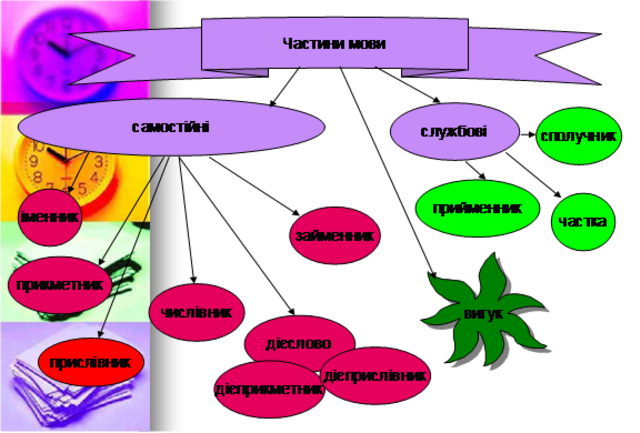 Частини мови
самостійні
службові
сполучник
іменник
прийменник
частка
займенник
прикметник
числівник
вигук
дієслово
прислівник
дієприкметник
дієприслівник